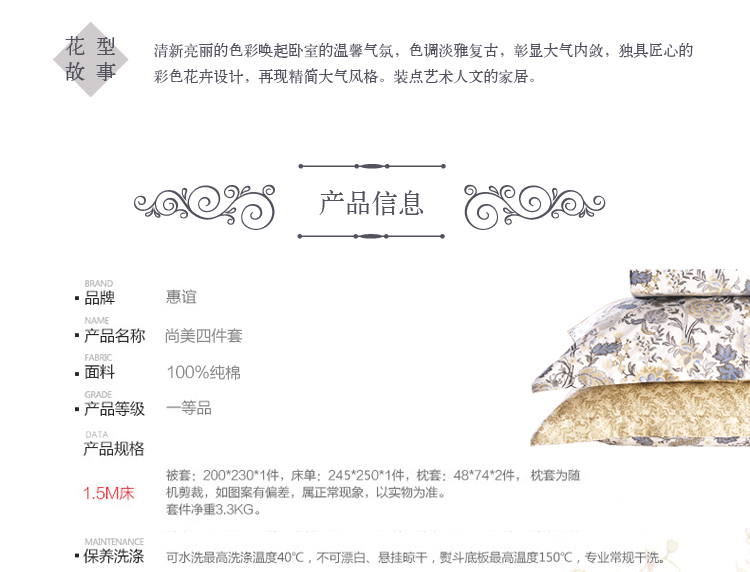 花型
故事
清新亮丽的色彩唤起卧室的温馨气氛，色调淡雅复古，彰显大气内敛，独具匠心的
彩色花卉设计，再现精简大气风格。装点艺术人文的家居。
产品信息
BRAND
品牌 惠谊
NAME
产品名称 尚美四件套
FABRIC
面料 100%纯棉
GRADE
产品等级 一等品
DATA
产品规格
1.5M床
被套：200*230*1件，床单：245*250*1件，枕套：48*74*2件， 枕套为随
机剪裁，如图案有偏差，属正常现象，以实物为准。
套件净重3.3KG。
MAINTENANCE
保养洗涤 可水洗最高洗涤温度40℃，不可漂白、悬挂晾干，熨斗底板最高温度150℃，专业常规干洗。